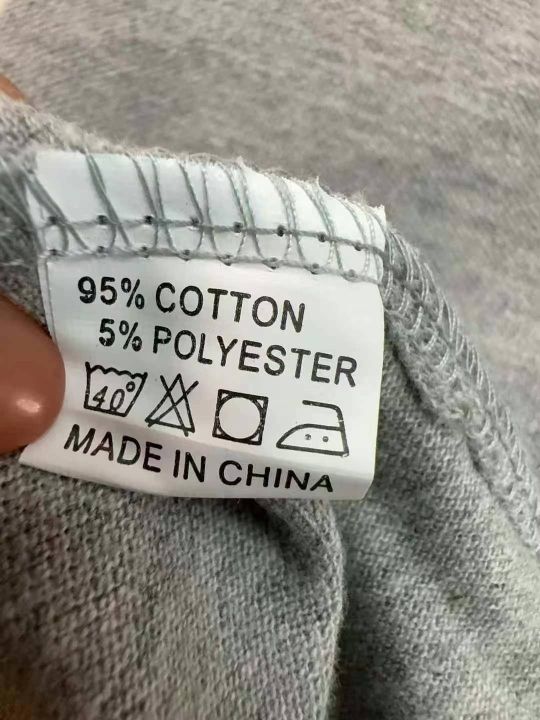 95% COTTON
5% POLYESTER
40°
MADE IN CHINA